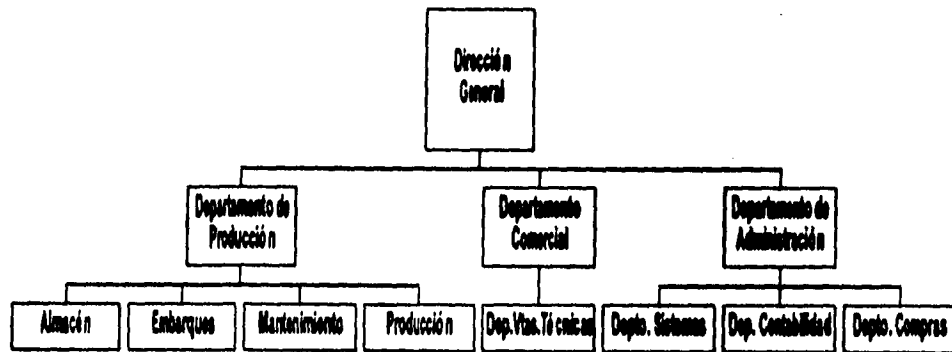 Dirección
General
Departamento de
Producción
Departamento
Comercial
Departamento de
Administración
Almacén
Embarques
Mantenimiento
Producción
Dep.Vtas.Técnicas
Depto. Sistemas
Dep. Contabilidad
Depto. Compras